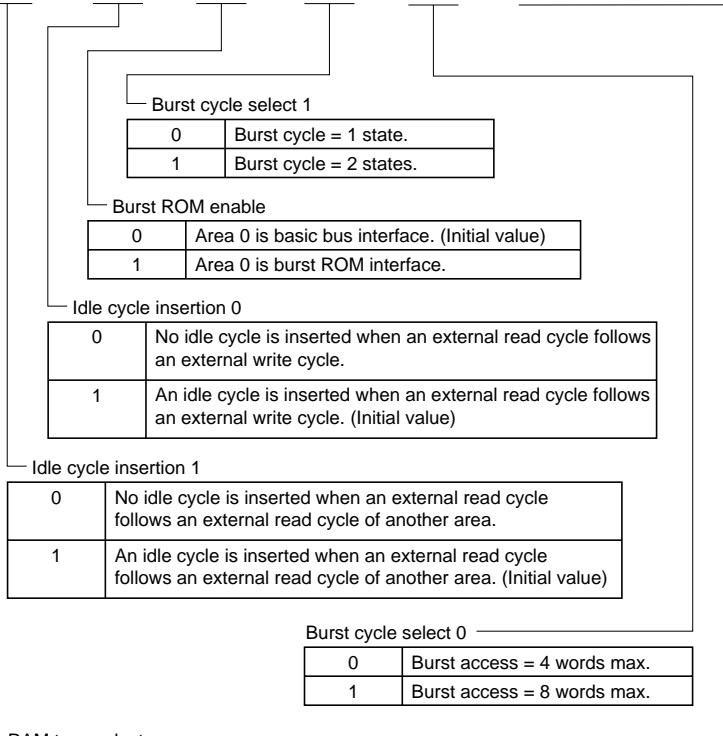 Burst cycle select 1
0 Burst cycle = 1 state.
1 Burst cycle = 2 states.
Burst ROM enable
0 Area 0 is basic bus interface. (Initial value)
1 Area 0 is burst ROM interface.
Idle cycle insertion 0
0 No idle cycle is inserted when an external read cycle follows
an external write cycle.
1 An idle cycle is inserted when an external read cycle follows
an external write cycle. (Initial value)
Idle cycle insertion 1
0 No idle cycle is inserted when an external read cycle
follows an external read cycle of another area.
1 An idle cycle is inserted when an external read cycle
follows an external read cycle of another area. (Initial value)
Burst cycle select 0
0 Burst access = 4 words max.
1 Burst access = 8 words max.